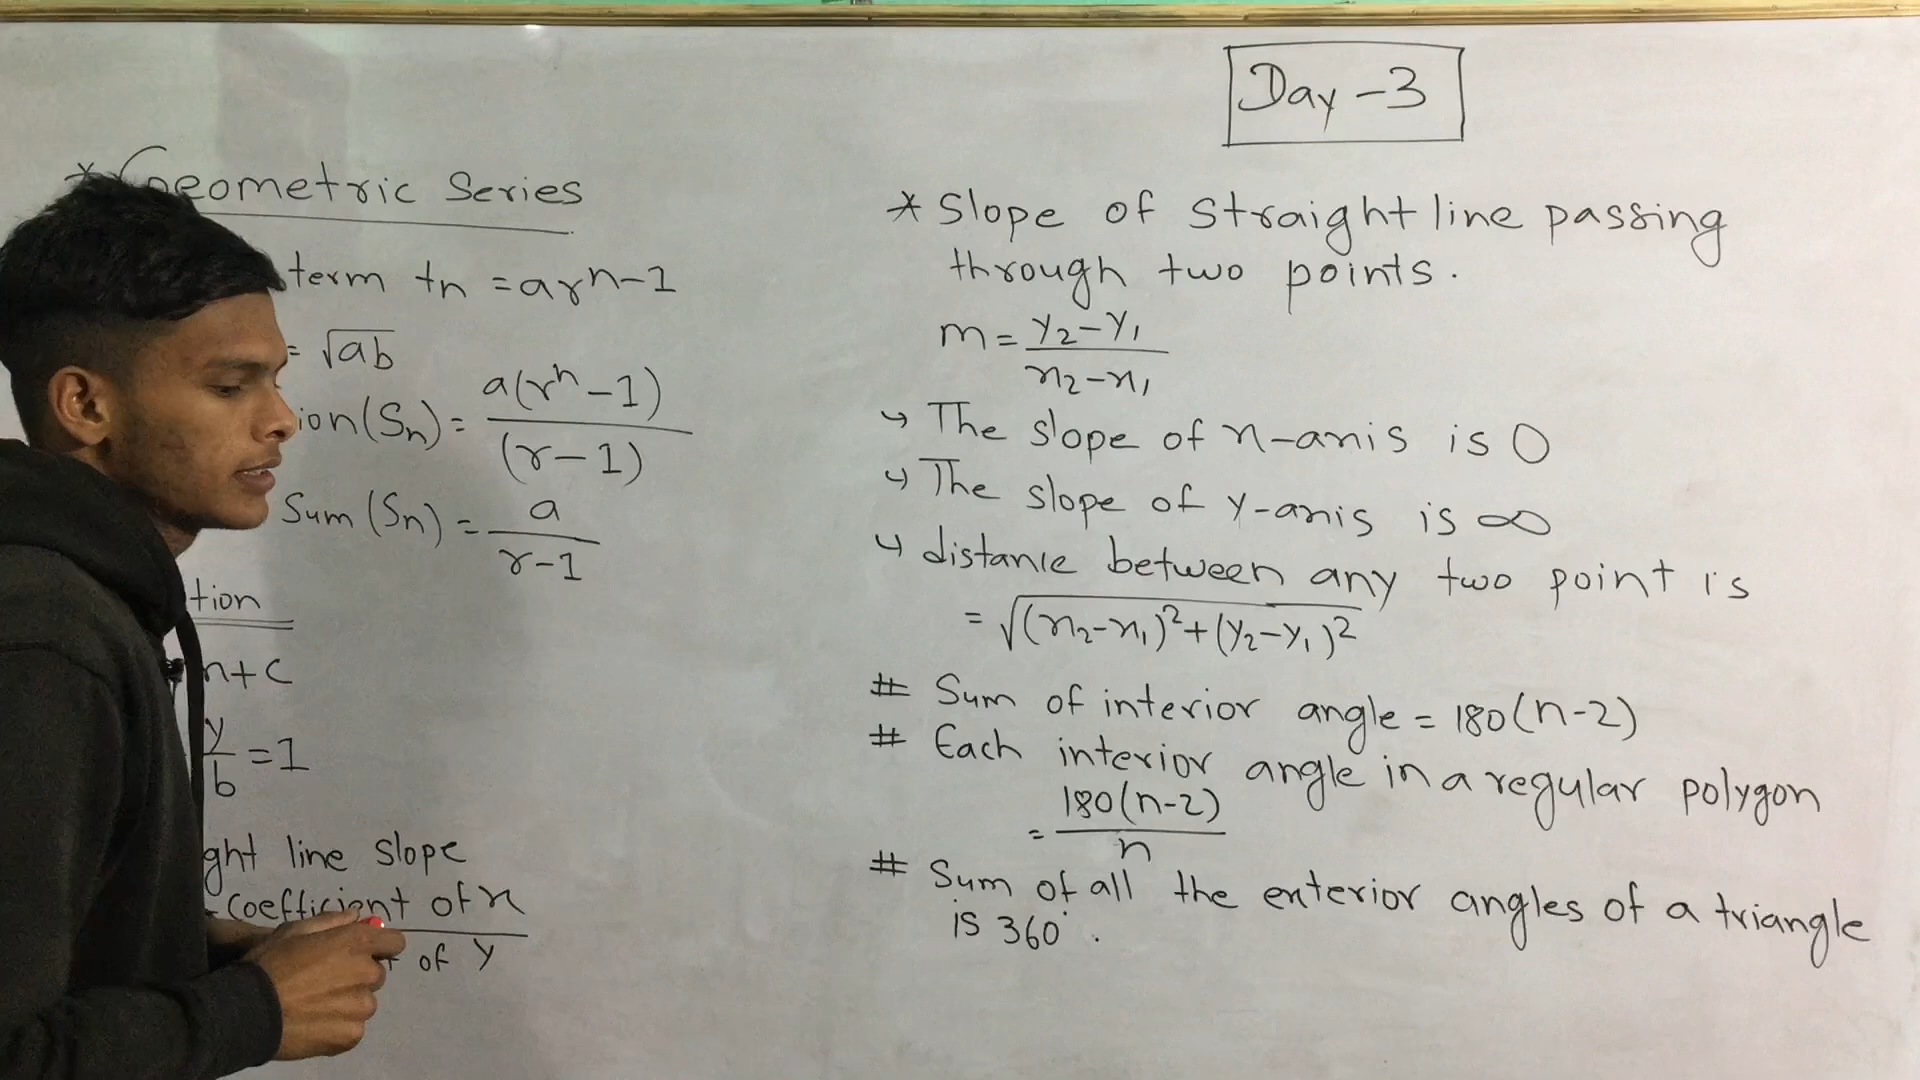 Day-3
* Geometric Series
term tn = arn-1
= √ab
ion(Sn) = a(rn-1)
(r-1)
Sum (Sn) = a
r-1
tion
x+c
y
b =1
ght line slope
-Coefficient of x
of y
* Slope of straight line passing
through two points.
m = y2-y1
x2-x1
↪ The slope of x-axis is 0
↪ The slope of y-axis is ∞
↪ distance between any two point is
= √(x2-x1)²+(y2-y1)²
# Sum of interior angle = 180(n-2)
# Each interior angle in a regular polygon
= 180(n-2)
n
# Sum of all the exterior angles of a triangle
is 360°.